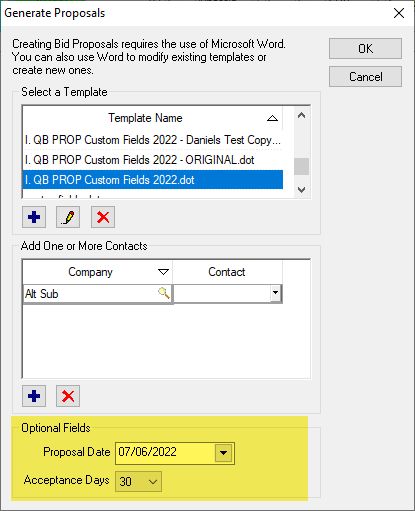 Generate Proposals
Creating Bid Proposals requires the use of Microsoft Word.
You can also use Word to modify existing templates or
create new ones.
OK
Cancel
Select a Template
Template Name
I. QB PROP Custom Fields 2022 - Daniels Test Copy...
I. QB PROP Custom Fields 2022 - ORIGINAL.dot
I. QB PROP Custom Fields 2022.dot
Add One or More Contacts
Company Contact
Alt Sub
Optional Fields
Proposal Date 07/06/2022
Acceptance Days 30